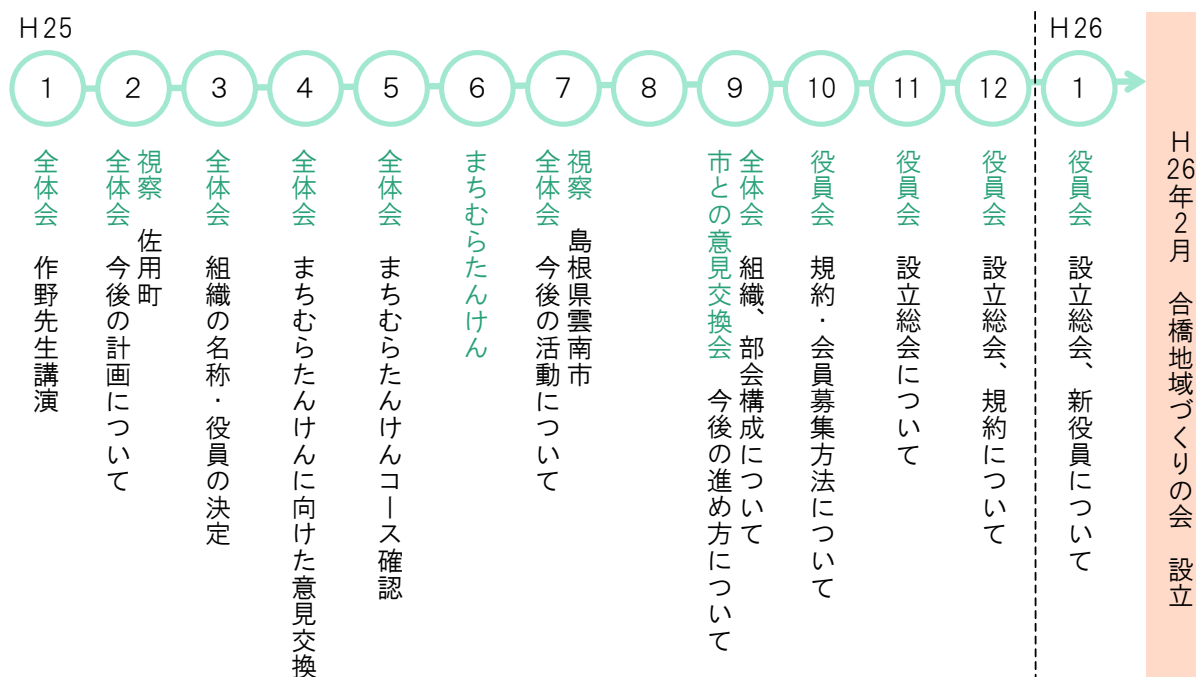 H25
H26
1
2
3
4
5
6
7
8
9
10
11
12
1
全体会 作野先生講演
視察 佐用町
全体会 今後の計画について
全体会 組織の名称・役員の決定
全体会 まちむらたんけんに向けた意見交換
全体会 まちむらたんけんコース確認
まちむらたんけん
視察 島根県雲南市
全体会 今後の活動について
全体会 組織、部会構成について
市との意見交換会 今後の進め方について
役員会 規約・会員募集方法について
役員会 設立総会について
役員会 設立総会、規約について
役員会 設立総会、新役員について
H26年2月 合橋地域づくりの会 設立